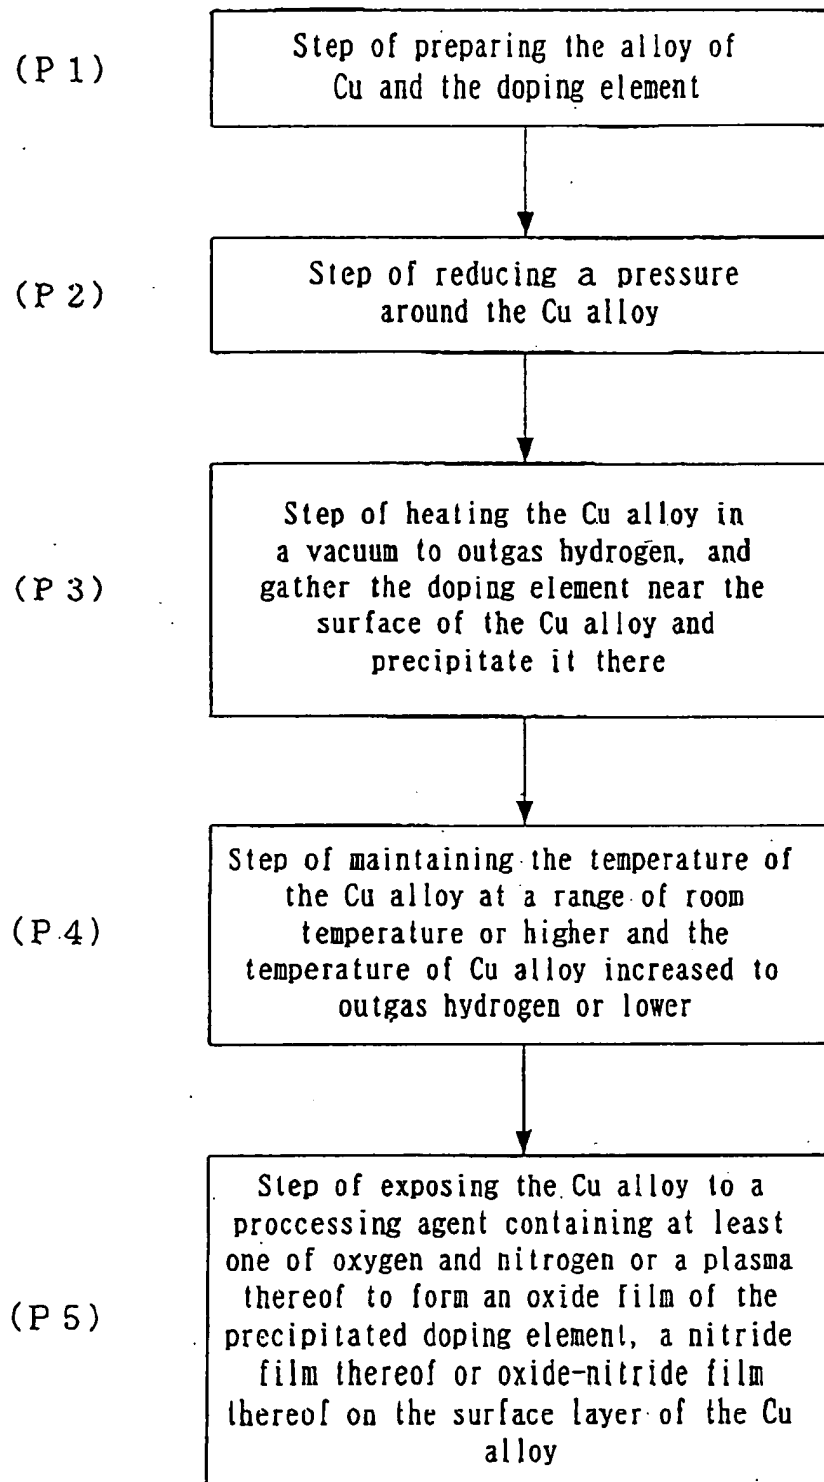 (P 1)
Step of preparing the alloy of
Cu and the doping element
(P 2)
Step of reducing a pressure
around the Cu alloy
(P 3)
Step of heating the Cu alloy in
a vacuum to outgas hydrogen, and
gather the doping element near the
surface of the Cu alloy and
precipitate it there
(P 4)
Step of maintaining the temperature of
the Cu alloy at a range of room
temperature or higher and the
temperature of Cu alloy increased to
outgas hydrogen or lower
(P 5)
Step of exposing the Cu alloy to a
proccessing agent containing at least
one of oxygen and nitrogen or a plasma
thereof to form an oxide film of the
precipitated doping element, a nitride
film thereof or oxide-nitride film
thereof on the surface layer of the Cu
alloy